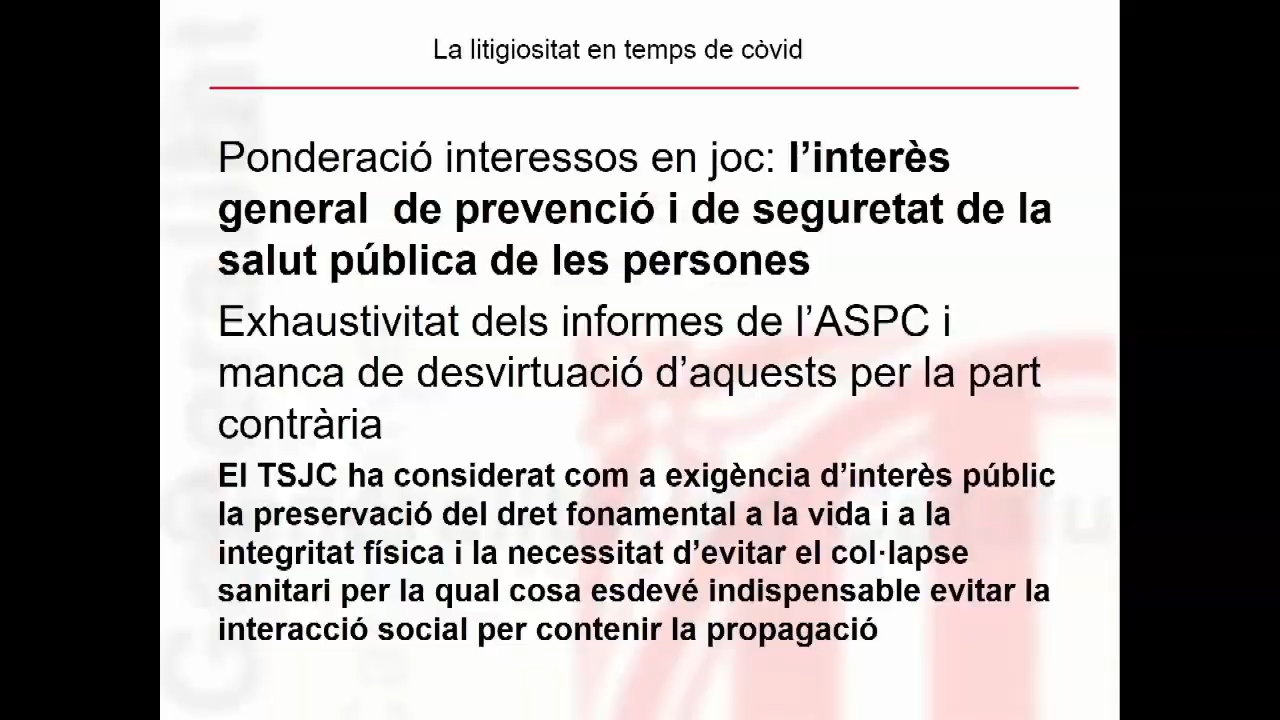 La litigiositat en temps de còvid
Ponderació interessos en joc: l’interès
general  de prevenció i de seguretat de la
salut pública de les persones
Exhaustivitat dels informes de l’ASPC i
manca de desvirtuació d’aquests per la part
contrària
El TSJC ha considerat com a exigència d’interès públic
la preservació del dret fonamental a la vida i a la
integritat física i la necessitat d’evitar el col·lapse
sanitari per la qual cosa esdevé indispensable evitar la
interacció social per contenir la propagació